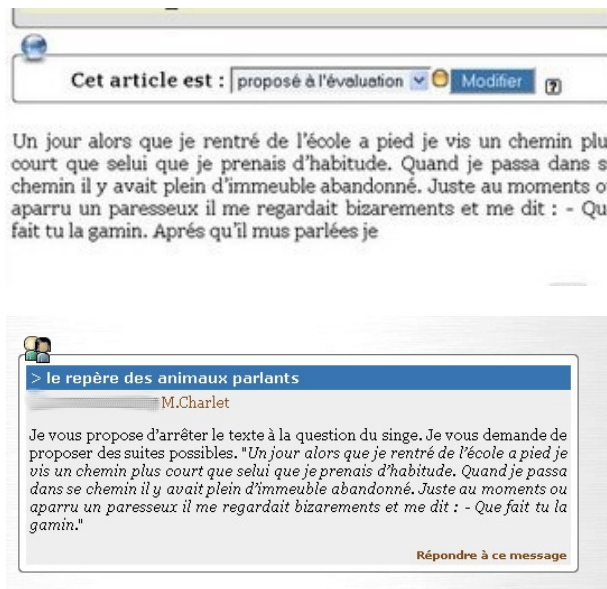 Cet article est : proposé à l'évaluation Modifier ?
Un jour alors que je rentré de l'école a pied je vis un chemin plu
court que selui que je prenais d'habitude. Quand je passa dans s
chemin il y avait plein d'immeuble abandonné. Juste au moments o
aparru un paresseux il me regardait bizarements et me dit : - Qu
fait tu la gamin. Aprés qu'il mus parlées je
> le repère des animaux parlants
M.Charlet
Je vous propose d'arrêter le texte à la question du singe. Je vous demande de
proposer des suites possibles. "Un jour alors que je rentré de l'école a pied je
vis un chemin plus court que selui que je prenais d'habitude. Quand je passa
dans se chemin il y avait plein d'immeuble abandonné. Juste au moments ou
aparru un paresseux il me regardait bizarements et me dit : - Que fait tu la
gamin."
Répondre à ce message